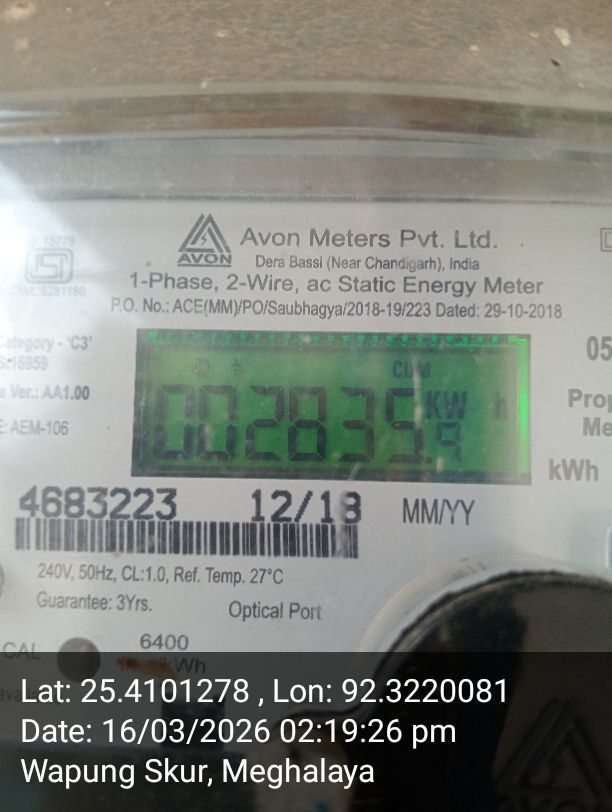 Avon Meters Pvt. Ltd.
AVON
Dera Bassi (Near Chandigarh), India
1-Phase, 2-Wire, ac Static Energy Meter
P.O. No.: ACE(MM)/PO/Saubhagya/2018-19/223 Dated: 29-10-2018
ISI
Category - 'C3'
05
Ver.: AA1.00
AEM-106
CUM
002835.9 KW h
kWh
4683223 12/18 MM/YY
240V, 50Hz, CL:1.0, Ref. Temp. 27°C
Guarantee: 3Yrs.
Optical Port
CAL
6400
/kWh
Lat: 25.4101278 , Lon: 92.3220081
Date: 16/03/2026 02:19:26 pm
Wapung Skur, Meghalaya